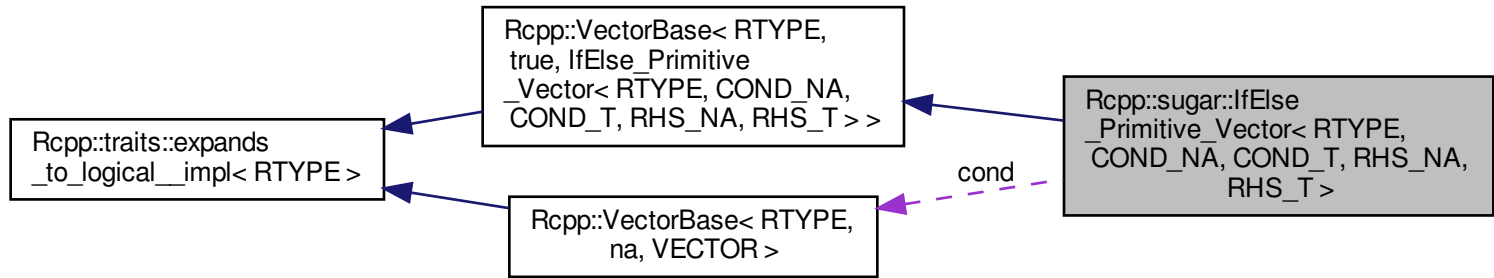 Rcpp::VectorBase< RTYPE,
true, IfElse_Primitive
_Vector< RTYPE, COND_NA,
COND_T, RHS_NA, RHS_T > >
Rcpp::traits::expands
_to_logical__impl< RTYPE >
Rcpp::sugar::IfElse
_Primitive_Vector< RTYPE,
COND_NA, COND_T, RHS_NA,
RHS_T >
cond
Rcpp::VectorBase< RTYPE,
na, VECTOR >